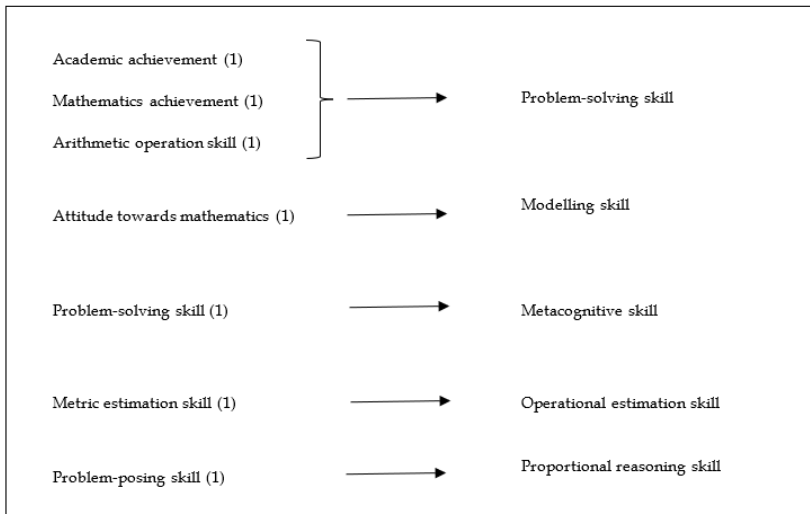 Academic achievement (1)
Mathematics achievement (1)
Problem-solving skill
Arithmetic operation skill (1)
Attitude towards mathematics (1)
Modelling skill
Problem-solving skill (1)
Metacognitive skill
Metric estimation skill (1)
Operational estimation skill
Problem-posing skill (1)
Proportional reasoning skill